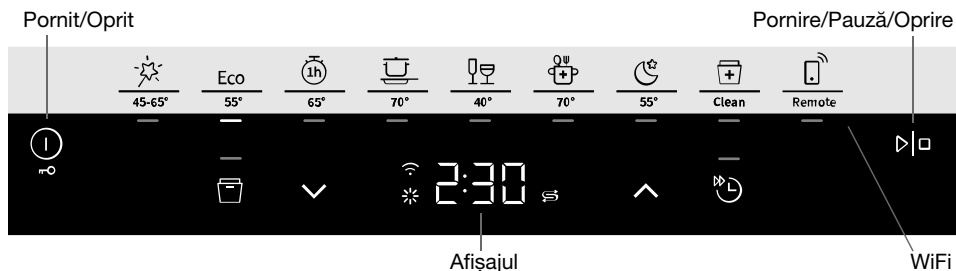 Pornit/Oprit
Pornire/Pauză/Oprire
Eco
1h
45-65° 55° 65° 70° 40° 70° 55° Clean Remote
2:30
Afișajul
WiFi